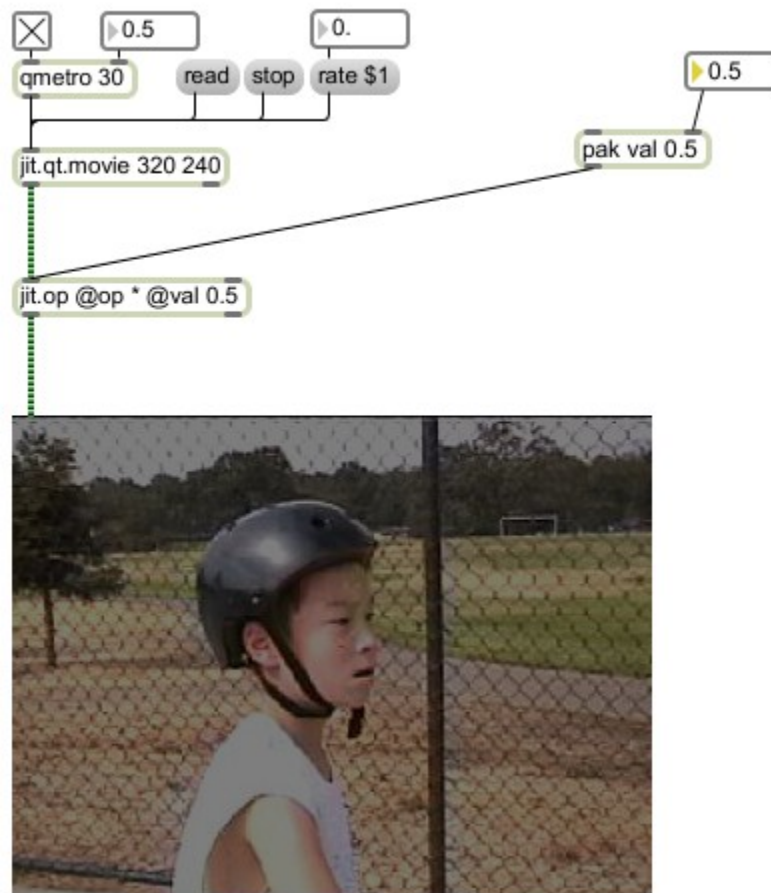 0.5
0.
qmetro 30
read
stop
rate $1
0.5
pak val 0.5
jit.qt.movie 320 240
jit.op @op * @val 0.5